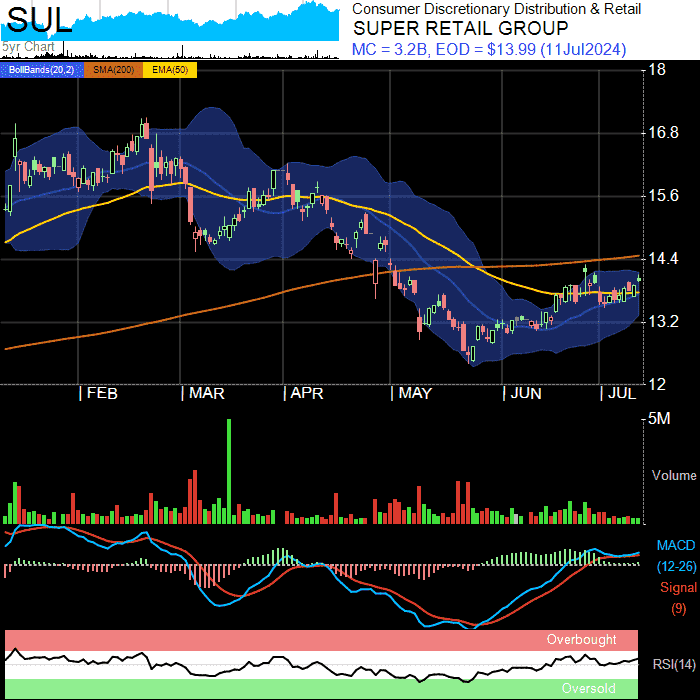 SUL
5yr Chart
Consumer Discretionary Distribution & Retail
SUPER RETAIL GROUP
MC = 3.2B, EOD = $13.99 (11Jul2024)
BollBands(20,2) SMA(200) EMA(50)
18
16.8
15.6
14.4
13.2
12
FEB MAR APR MAY JUN JUL
5M
Volume
MACD
(12-26)
Signal
(9)
Overbought
RSI(14)
Oversold